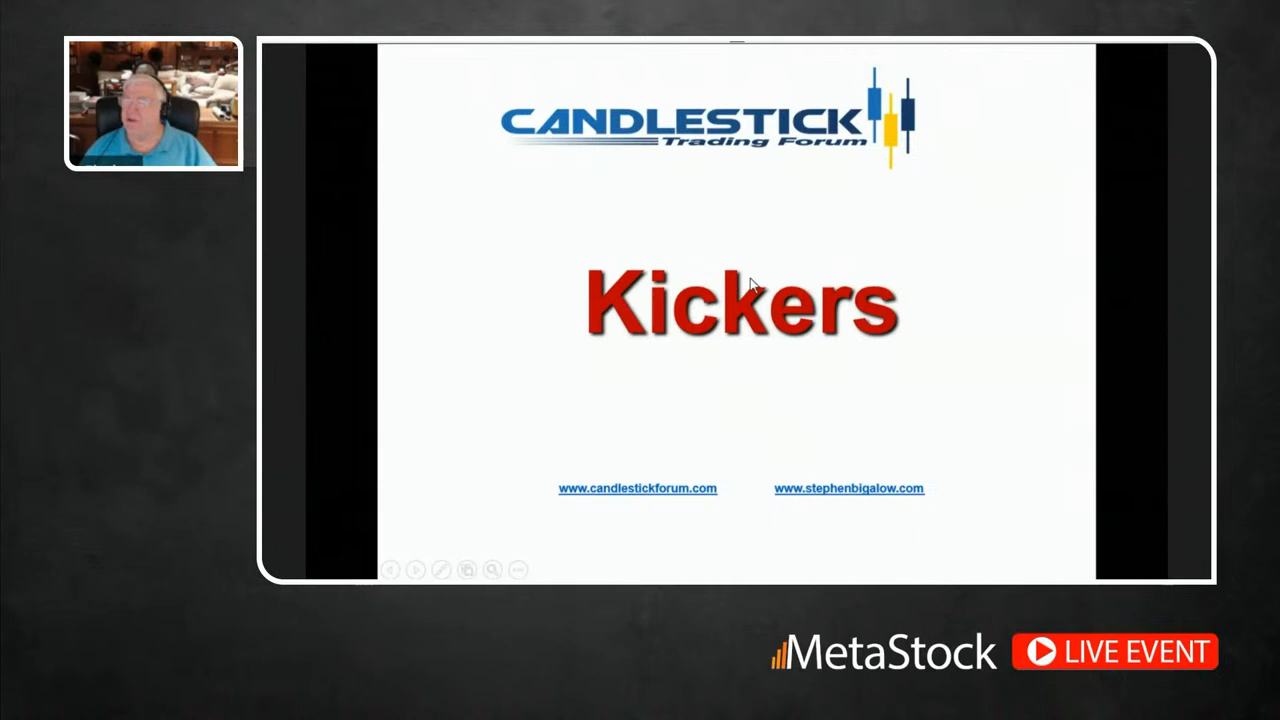 CANDLESTICK
Trading Forum
Kickers
www.candlestickforum.com www.stephenbigalow.com
MetaStock LIVE EVENT